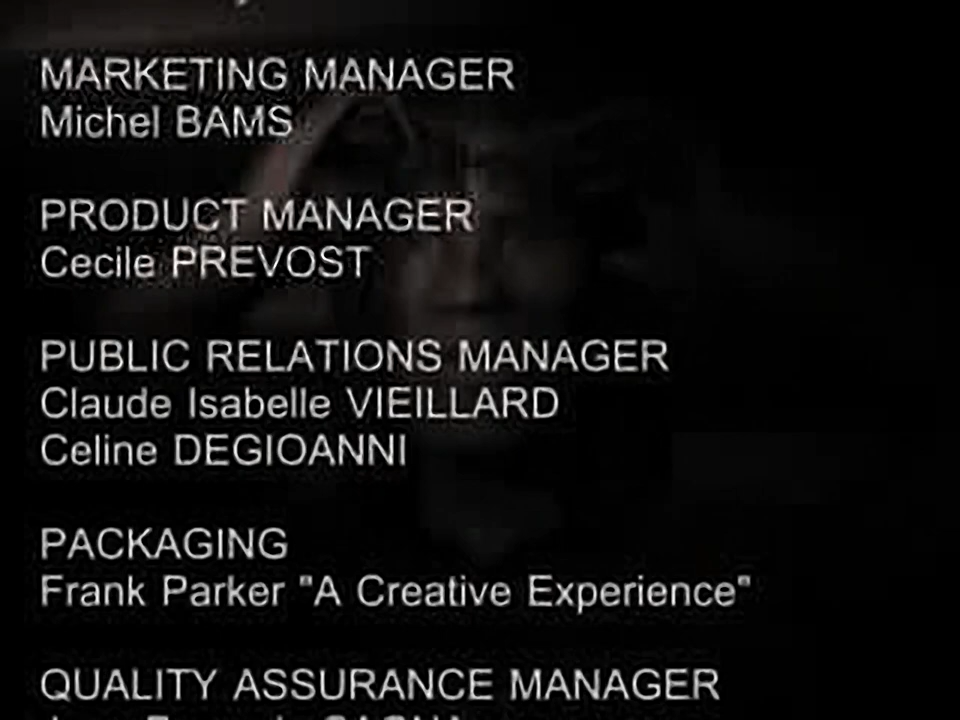 MARKETING MANAGER
Michel BAMS
PRODUCT MANAGER
Cecile PREVOST
PUBLIC RELATIONS MANAGER
Claude Isabelle VIEILLARD
Celine DEGIOANNI
PACKAGING
Frank Parker "A Creative Experience"
QUALITY ASSURANCE MANAGER